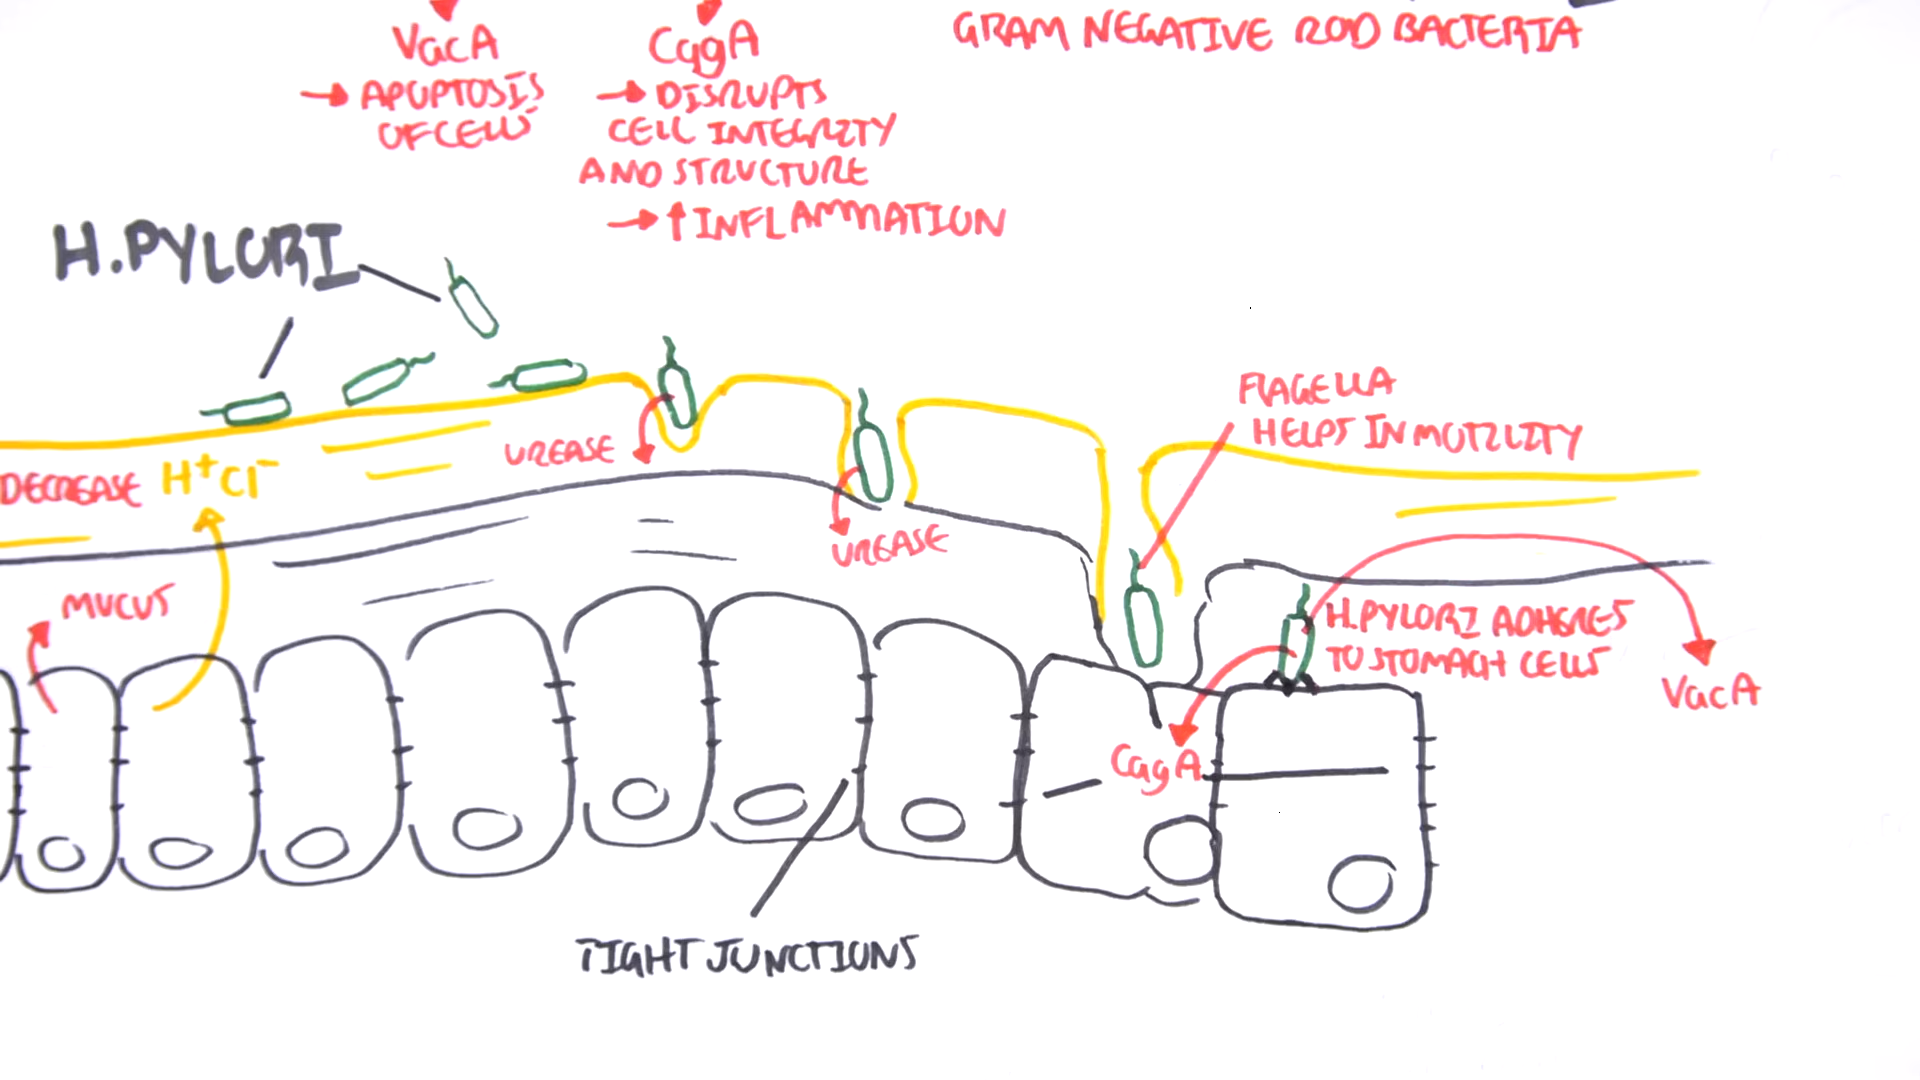 VacA
→ APOPTOSIS
OF CELLS
CagA
→ DISRUPTS
CELL INTEGRITY
AND STRUCTURE
→ ↑ INFLAMMATION
GRAM NEGATIVE ROD BACTERIA
H.PYLORI
FLAGELLA
HELPS IN MOTILITY
UREASE
DECREASE H⁺Cl⁻
UREASE
MUCUS
H.PYLORI ADHERES
TO STOMACH CELLS
VacA
CagA
TIGHT JUNCTIONS